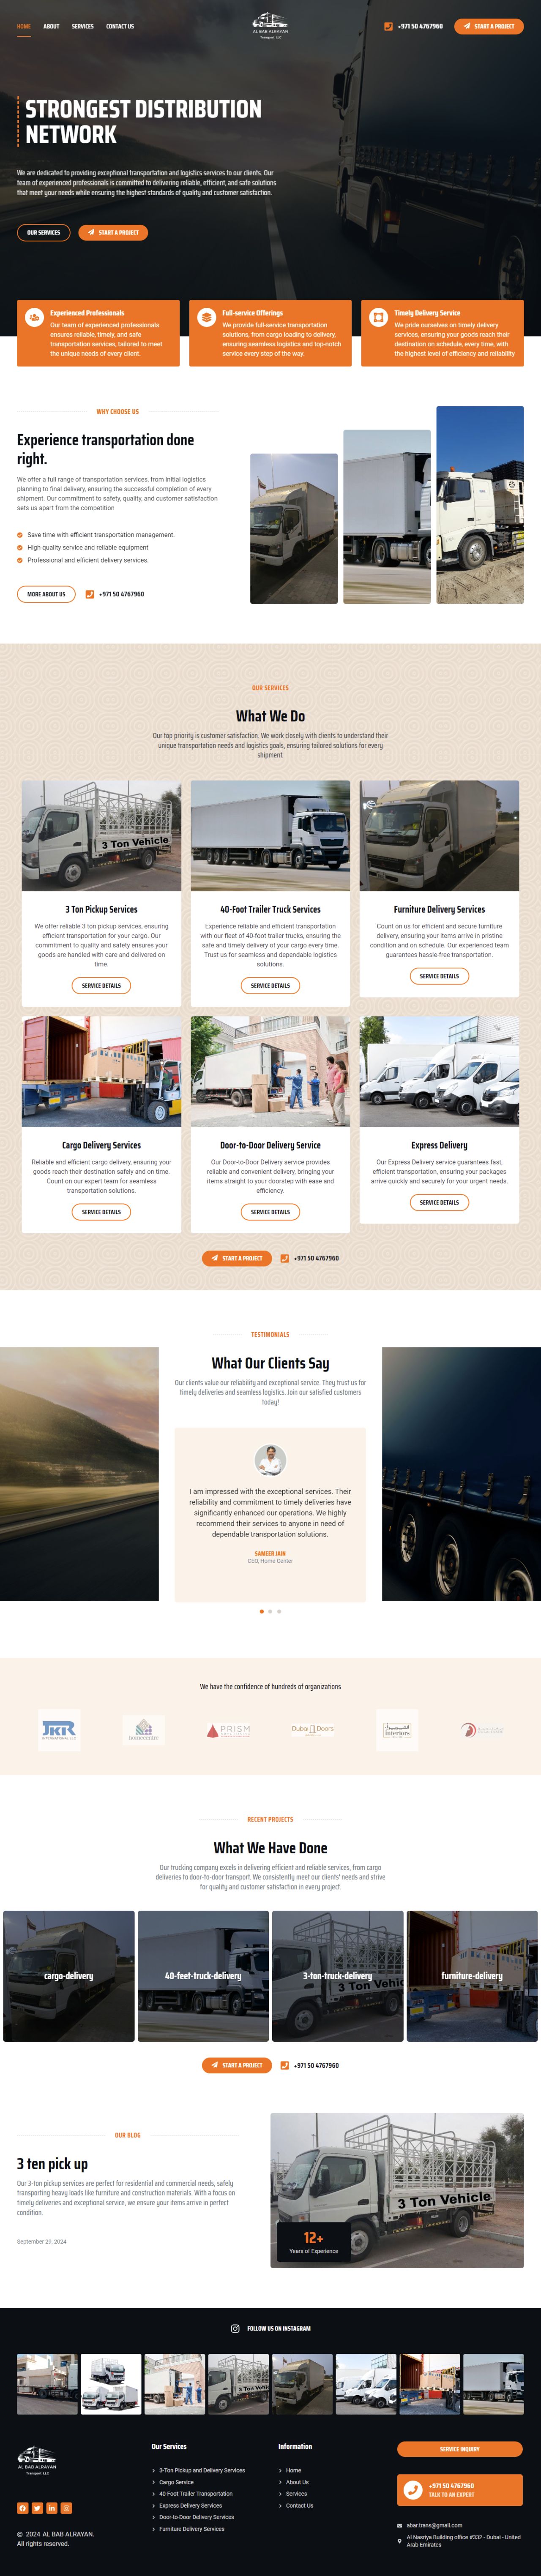 HOME ABOUT SERVICES CONTACT US
AL BAB ALRAYAN
Transport LLC
+971 50 4767960
START A PROJECT
STRONGEST DISTRIBUTION
NETWORK
We are dedicated to providing exceptional transportation and logistics services to our clients. Our
team of experienced professionals is committed to delivering reliable, efficient, and safe solutions
that meet your needs while ensuring the highest standards of quality and customer satisfaction.
OUR SERVICES
START A PROJECT
Experienced Professionals
Our team of experienced professionals
ensures reliable, timely, and safe
transportation services, tailored to meet
the unique needs of every client.
Full-service Offerings
We provide full-service transportation
solutions, from cargo loading to delivery,
ensuring seamless logistics and top-notch
service every step of the way.
Timely Delivery Service
We pride ourselves on timely delivery
services, ensuring your goods reach their
destination on schedule, every time, with
the highest level of efficiency and reliability
WHY CHOOSE US
Experience transportation done
right.
We offer a full range of transportation services, from initial logistics
planning to final delivery, ensuring the successful completion of every
shipment. Our commitment to safety, quality, and customer satisfaction
sets us apart from the competition
Save time with efficient transportation management.
High-quality service and reliable equipment
Professional and efficient delivery services.
MORE ABOUT US
+971 50 4767960
OUR SERVICES
What We Do
Our top priority is customer satisfaction. We work closely with clients to understand their
unique transportation needs and logistics goals, ensuring tailored solutions for every
shipment.
3 Ton Vehicle
3 Ton Pickup Services
We offer reliable 3 ton pickup services, ensuring
efficient transportation for your cargo. Our
commitment to quality and safety means your
goods are handled with care and delivered on
time.
SERVICE DETAILS
40-Foot Trailer Truck Services
Experience reliable and efficient transportation
with our fleet of 40-foot trailer trucks, ensuring the
safe and timely delivery of your cargo every time.
Trust us for seamless and dependable logistics
solutions.
SERVICE DETAILS
Furniture Delivery Services
Count on us for efficient and secure furniture
delivery, ensuring your items arrive in pristine
condition and on schedule. Our experienced team
guarantees hassle-free transportation.
SERVICE DETAILS
Cargo Delivery Services
Reliable and efficient cargo delivery, ensuring your
goods reach their destination safely and on time.
Count on our expert team for seamless
transportation solutions.
SERVICE DETAILS
Door-to-Door Delivery Service
Our Door-to-Door Delivery service provides
reliable and convenient delivery, bringing your
items straight to your doorstep with ease and
efficiency.
SERVICE DETAILS
Express Delivery
Our Express Delivery service guarantees fast,
efficient transportation, ensuring your packages
arrive quickly and securely for your urgent needs.
SERVICE DETAILS
START A PROJECT
+971 50 4767960
TESTIMONIALS
What Our Clients Say
Our clients value our reliability and exceptional service. They trust us for
timely deliveries and seamless logistics. Join our satisfied customers
today!
I am impressed with the exceptional services. Their
reliability and commitment to timely deliveries have
significantly enhanced our operations. We highly
recommend their services to anyone in need of
dependable transportation solutions.
SAMEER JAIN
CEO, Home Center
We have the confidence of hundreds of organizations
JKR
INTERNATIONAL
PRISM
Dubai Doors
Interiors
RECENT PROJECTS
What We Have Done
Our trucking company excels in delivering efficient and reliable services, from cargo
deliveries to door-to-door transport. We consistently meet our clients' needs and strive
for quality and customer satisfaction in every project.
cargo-delivery
40-feet-truck-delivery
3-ton-truck-delivery
3 Ton Vehic
furniture-delivery
START A PROJECT
+971 50 4767960
OUR BLOG
3 ten pick up
Our 3-ton pickup services are perfect for residential and commercial needs, safely
transporting heavy loads like furniture and construction materials. With a focus on
timely deliveries and exceptional service, we ensure your items arrive in perfect
condition.
September 29, 2024
3 Ton Vehicle
12+
Years of Experience
FOLLOW US ON INSTAGRAM
3 Ton Vehicle
AL BAB ALRAYAN
Transport LLC
© 2024 AL BAB ALRAYAN.
All rights reserved.
Our Services
3-Ton Pickup and Delivery Services
Cargo Service
40-Foot Trailer Transportation
Express Delivery Services
Door-to-Door Delivery Services
Furniture Delivery Services
Information
Home
About Us
Services
Contact Us
SERVICE INQUIRY
+971 50 4767960
TALK TO AN EXPERT
abar.trans@gmail.com
Al Nasriya Building office #332 - Dubai - United
Arab Emirates